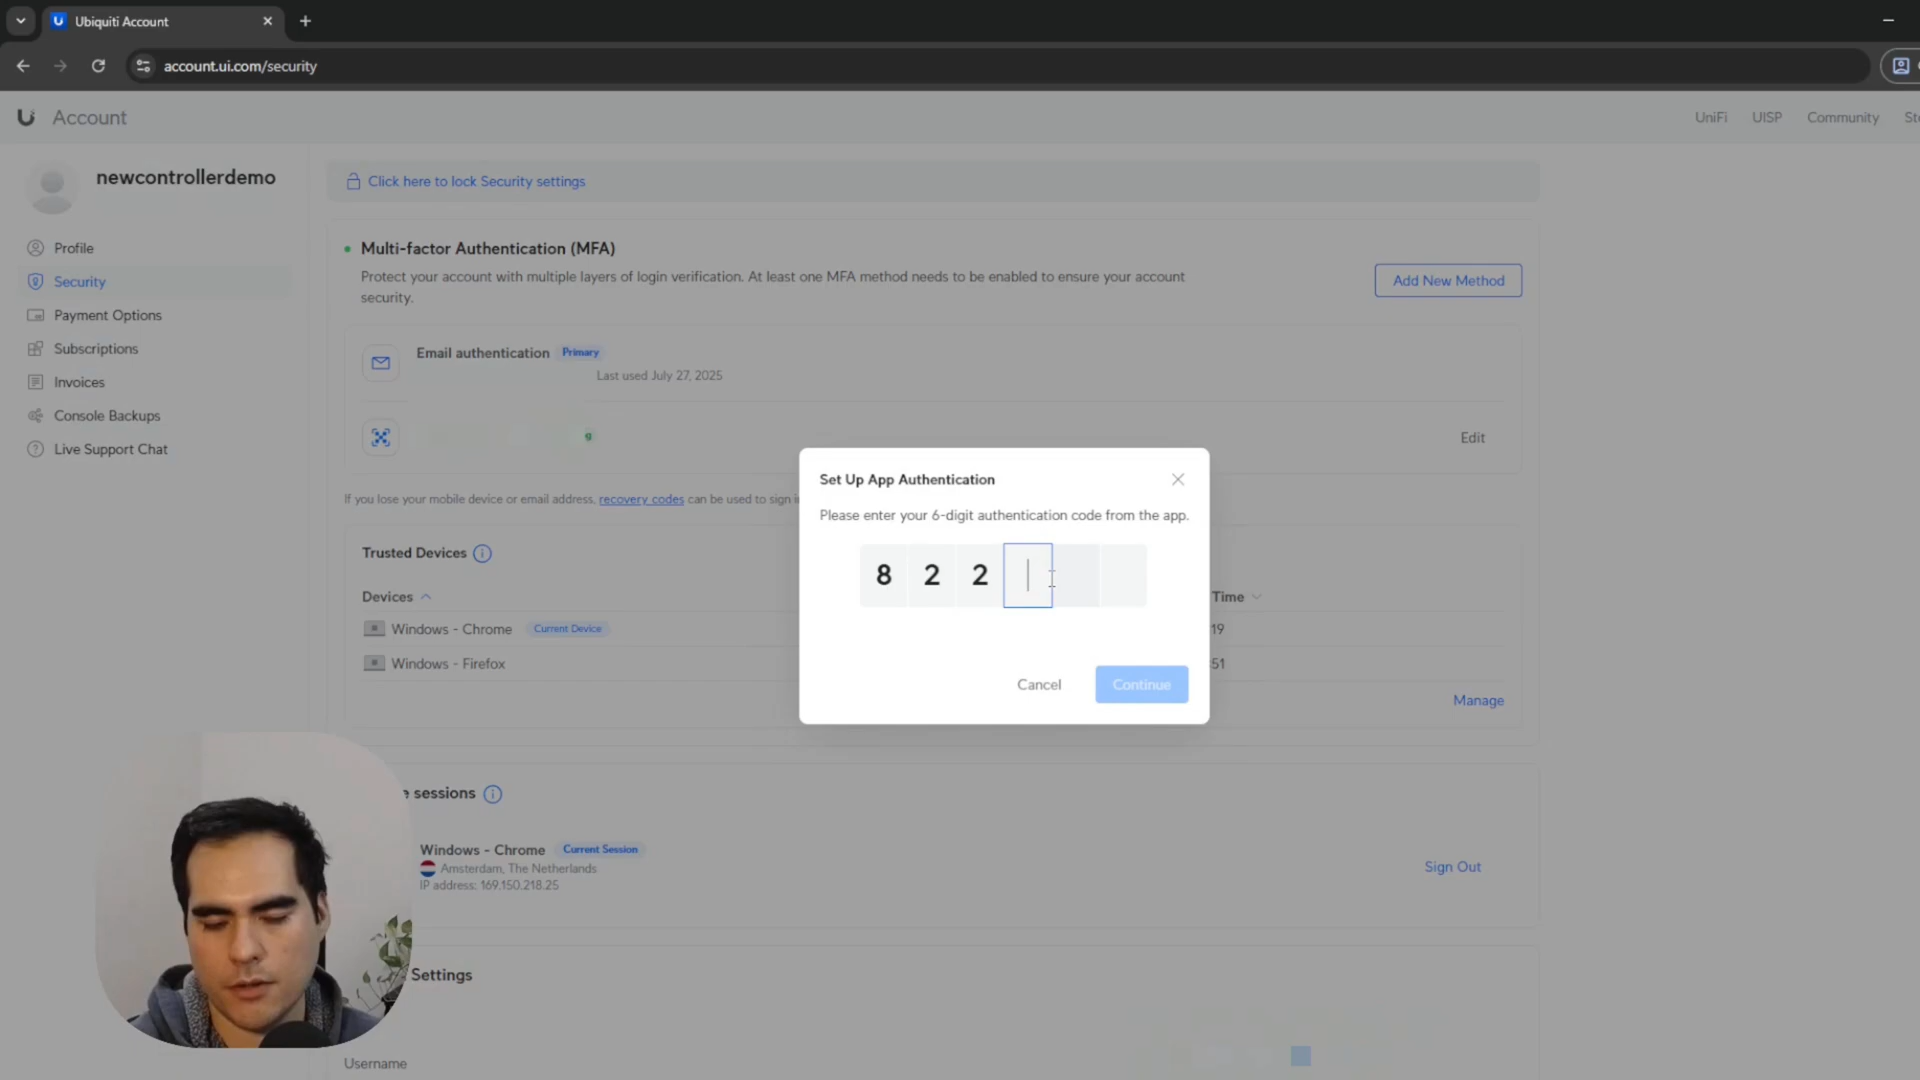 Ubiquiti Account
account.ui.com/security
Account
UniFi UISP Community
newcontrollerdemo
Profile
Security
Payment Options
Subscriptions
Invoices
Console Backups
Live Support Chat
Click here to lock Security settings
Multi-factor Authentication (MFA)
Protect your account with multiple layers of login verification. At least one MFA method needs to be enabled to ensure your account
security.
Add New Method
Email authentication Primary
Last used July 27, 2025
g
Edit
If you lose your mobile device or email address, recovery codes can be used to sign i
Set Up App Authentication
Please enter your 6-digit authentication code from the app.
8 2 2
Cancel Continue
Trusted Devices
Devices Time
Windows - Chrome Current Device 19
Windows - Firefox 51
Manage
e sessions
Windows - Chrome Current Session
Amsterdam, The Netherlands
IP address: 169.150.218.25
Sign Out
Settings
Username